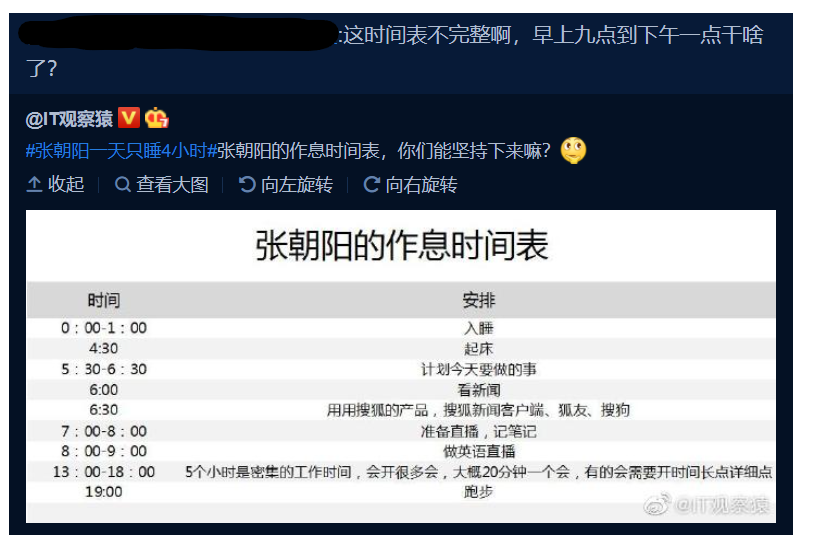 :这时间表不完整啊，早上九点到下午一点干啥
了?
@IT观察猿
#张朝阳一天只睡4小时#张朝阳的作息时间表，你们能坚持下来嘛?
收起 查看大图 向左旋转 向右旋转
张朝阳的作息时间表
时间 安排
0：00-1：00 入睡
4:30 起床
5：30-6：30 计划今天要做的事
6:00 看新闻
6:30 用用搜狐的产品，搜狐新闻客户端、狐友、搜狗
7：00-8：00 准备直播，记笔记
8：00-9：00 做英语直播
13：00-18：00 5个小时是密集的工作时间，会开很多会，大概20分钟一个会，有的会需要开时间长点详细点
19:00 跑步
@IT观察猿